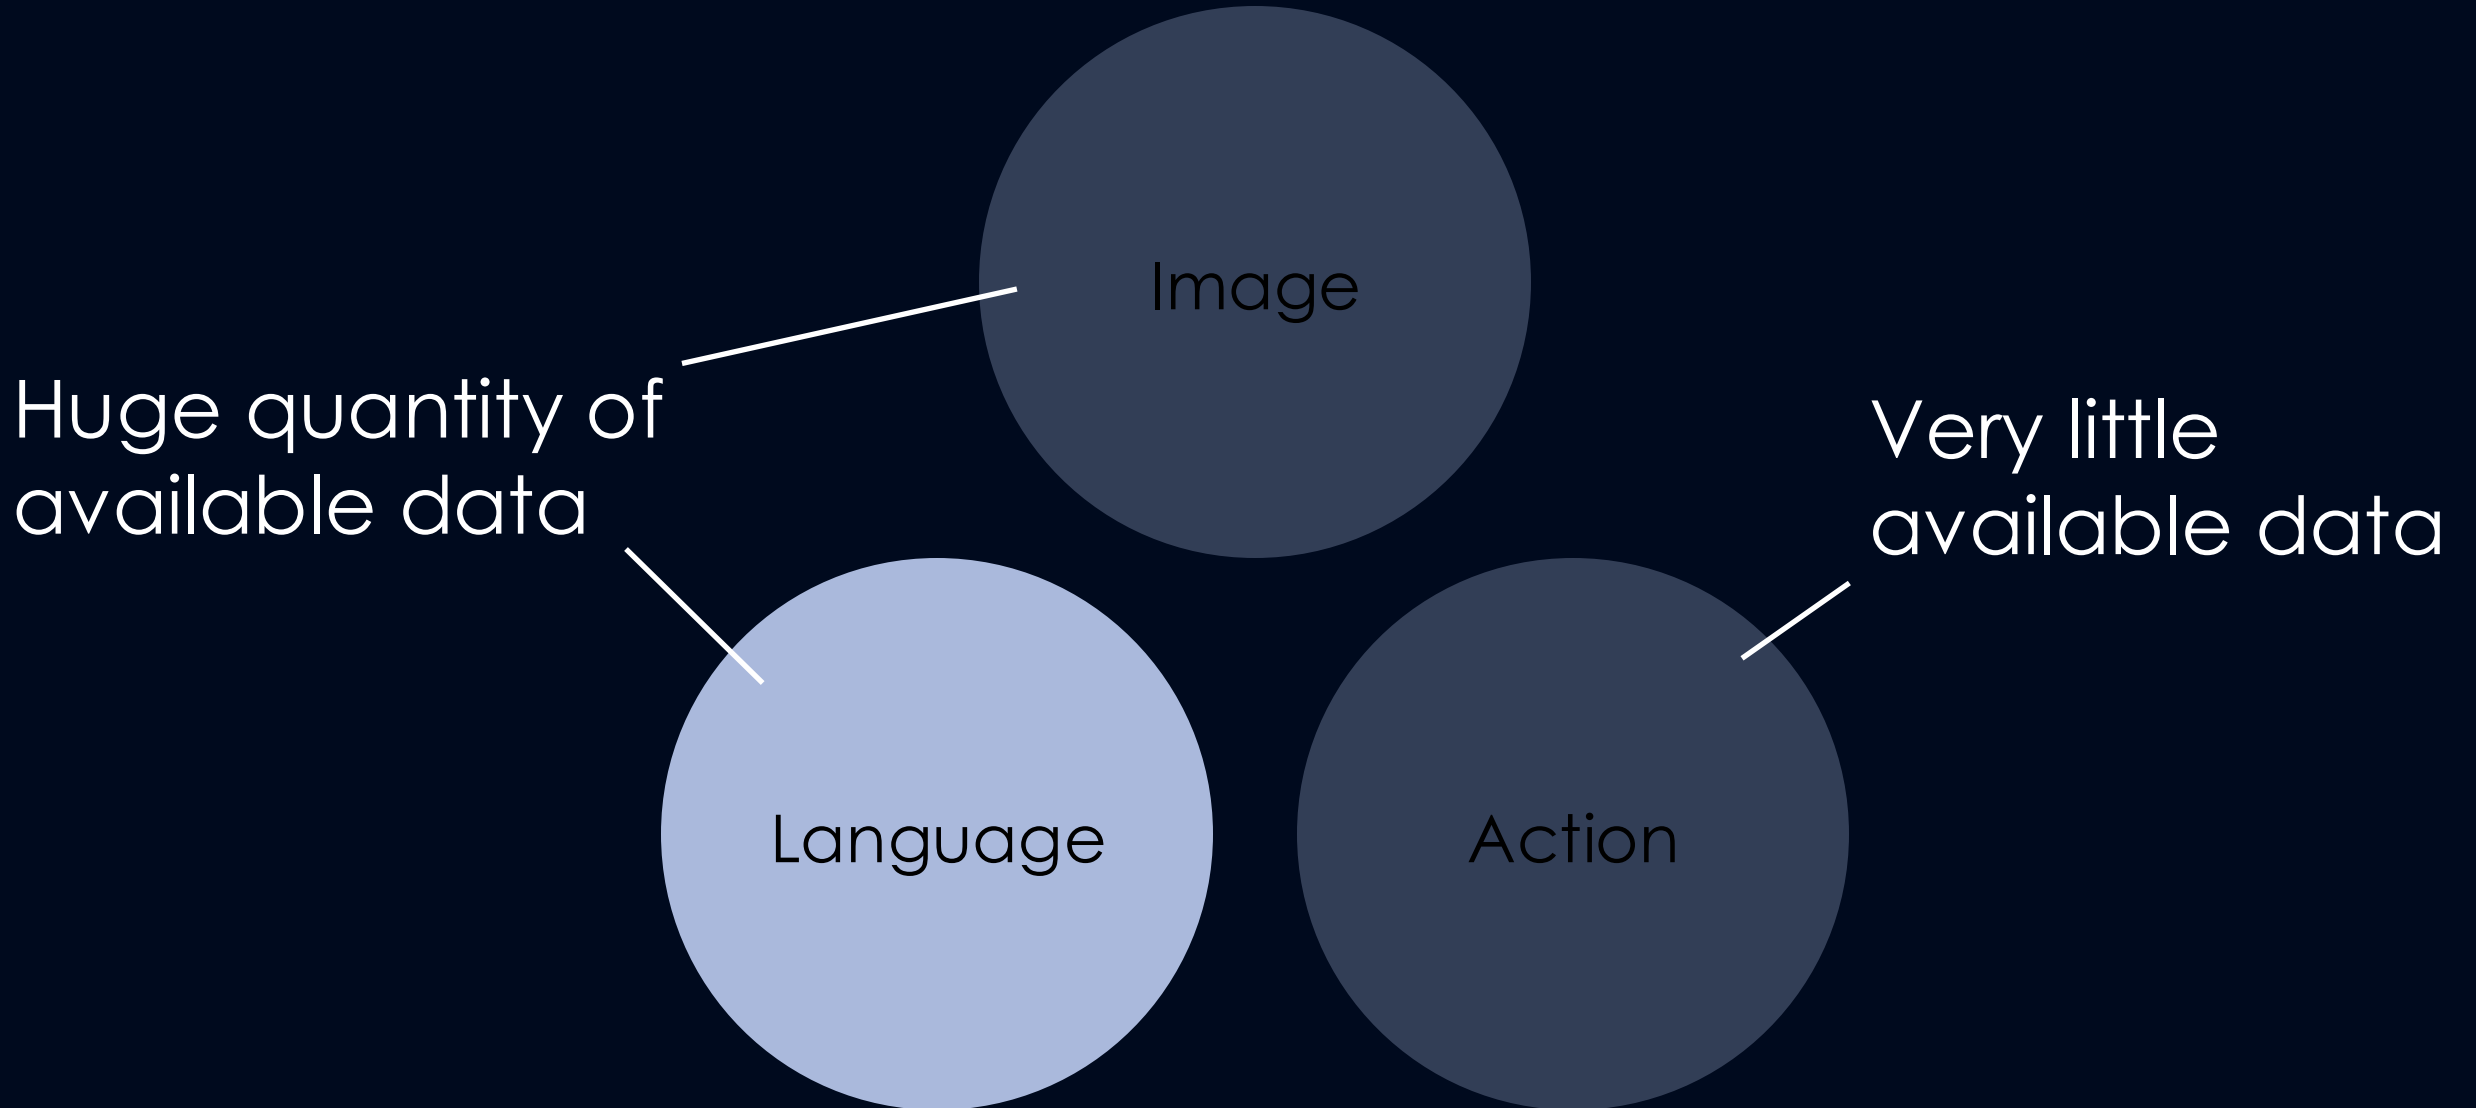 Image
Huge quantity of
available data
Very little
available data
Language
Action